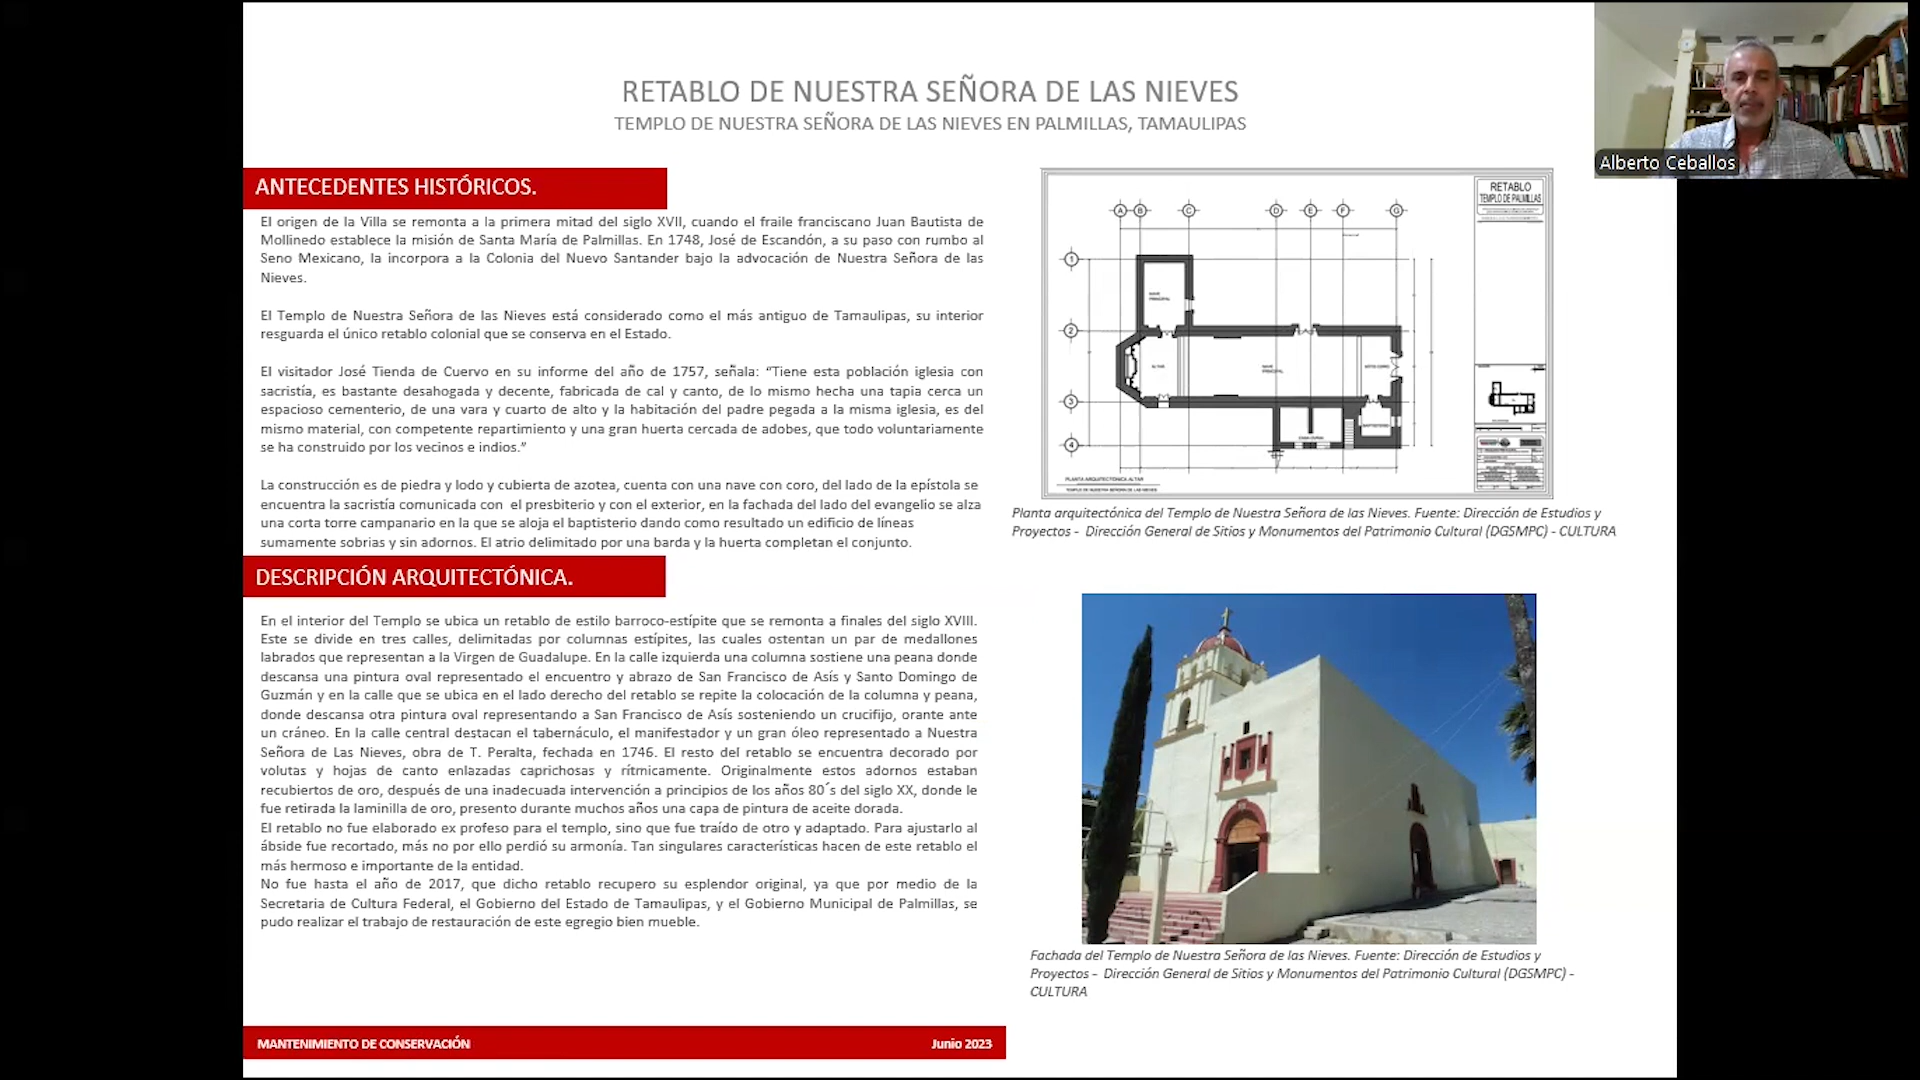 RETABLO DE NUESTRA SEÑORA DE LAS NIEVES
TEMPLO DE NUESTRA SEÑORA DE LAS NIEVES EN PALMILLAS, TAMAULIPAS
Alberto Ceballos
ANTECEDENTES HISTÓRICOS.
El origen de la Villa se remonta a la primera mitad del siglo XVII, cuando el fraile franciscano Juan Bautista de
Mollinedo establece la misión de Santa María de Palmillas. En 1748, José de Escandón, a su paso con rumbo al
Seno Mexicano, la incorpora a la Colonia del Nuevo Santander bajo la advocación de Nuestra Señora de las
Nieves.
El Templo de Nuestra Señora de las Nieves está considerado como el más antiguo de Tamaulipas, su interior
resguarda el único retablo colonial que se conserva en el Estado.
El visitador José Tienda de Cuervo en su informe del año de 1757, señala: “Tiene esta población iglesia con
sacristía, es bastante desahogada y decente, fabricada de cal y canto, de lo mismo hecha una tapia cerca un
espacioso cementerio, de una vara y cuarto de alto y la habitación del padre pegada a la misma iglesia, es del
mismo material, con competente repartimiento y una gran huerta cercada de adobes, que todo voluntariamente
se ha construido por los vecinos e indios.”
La construcción es de piedra y lodo y cubierta de azotea, cuenta con una nave con coro, del lado de la epístola se
encuentra la sacristía comunicada con el presbiterio y con el exterior, en la fachada del lado del evangelio se alza
una corta torre campanario en la que se aloja el baptisterio dando como resultado un edificio de líneas
sumamente sobrias y sin adornos. El atrio delimitado por una barda y la huerta completan el conjunto.
DESCRIPCIÓN ARQUITECTÓNICA.
En el interior del Templo se ubica un retablo de estilo barroco-estípite que se remonta a finales del siglo XVIII.
Este se divide en tres calles, delimitadas por columnas estípites, las cuales ostentan un par de medallones
labrados que representan a la Virgen de Guadalupe. En la calle izquierda una columna sostiene una peana donde
descansa una pintura oval representado el encuentro y abrazo de San Francisco de Asís y Santo Domingo de
Guzmán y en la calle que se ubica en el lado derecho del retablo se repite la colocación de la columna y peana,
donde descansa otra pintura oval representando a San Francisco de Asís sosteniendo un crucifijo, orante ante
un cráneo. En la calle central destacan el tabernáculo, el manifestador y un gran óleo representado a Nuestra
Señora de Las Nieves, obra de T. Peralta, fechada en 1746. El resto del retablo se encuentra decorado por
volutas y hojas de canto enlazadas caprichosas y rítmicamente. Originalmente estos adornos estaban
recubiertos de oro, después de una inadecuada intervención a principios de los años 80´s del siglo XX, donde le
fue retirada la laminilla de oro, presento durante muchos años una capa de pintura de aceite dorada.
El retablo no fue elaborado ex profeso para el templo, sino que fue traído de otro y adaptado. Para ajustarlo al
ábside fue recortado, más no por ello perdió su armonía. Tan singulares características hacen de este retablo el
más hermoso e importante de la entidad.
No fue hasta el año de 2017, que dicho retablo recupero su esplendor original, ya que por medio de la
Secretaria de Cultura Federal, el Gobierno del Estado de Tamaulipas, y el Gobierno Municipal de Palmillas, se
pudo realizar el trabajo de restauración de este egregio bien mueble.
RETABLO
TEMPLO DE PALMILLAS
A B C D E F G
1
2
3
4
NAVE
PRINCIPAL
ALTAR
NAVE
PRINCIPAL
SOTO CORO
BAPTISTERIO
CASA CURAL
PLANTA ARQUITECTÓNICA ALTAR
TEMPLO DE NUESTRA SEÑORA DE LAS NIEVES
Planta arquitectónica del Templo de Nuestra Señora de las Nieves. Fuente: Dirección de Estudios y
Proyectos - Dirección General de Sitios y Monumentos del Patrimonio Cultural (DGSMPC) - CULTURA
Fachada del Templo de Nuestra Señora de las Nieves. Fuente: Dirección de Estudios y
Proyectos - Dirección General de Sitios y Monumentos del Patrimonio Cultural (DGSMPC) -
CULTURA
MANTENIMIENTO DE CONSERVACIÓN
Junio 2023